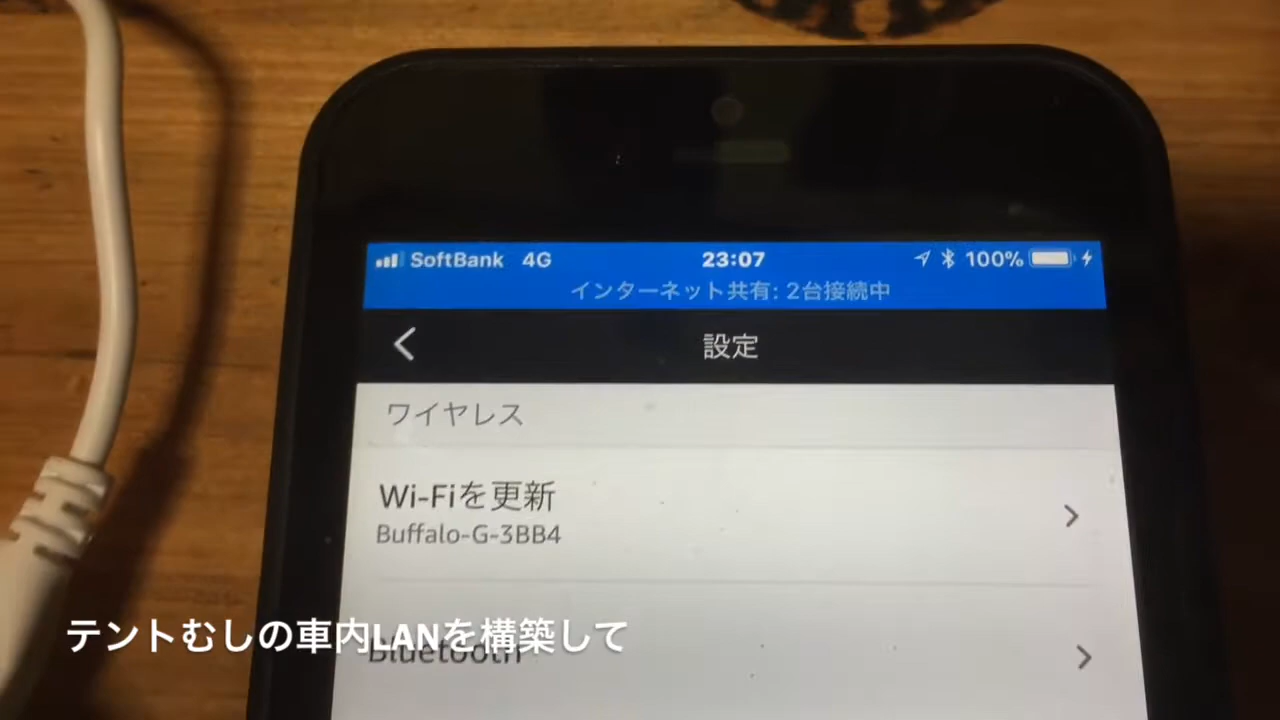 SoftBank 4G 23:07 100%
インターネット共有: 2台接続中
設定
ワイヤレス
Wi-Fiを更新
Buffalo-G-3BB4
Bluetooth
テントむしの車内LANを構築して